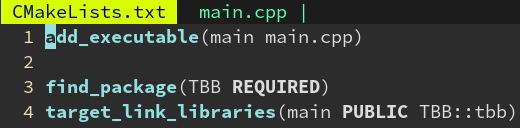 CMakeLists.txt main.cpp |
1 add_executable(main main.cpp)
2
3 find_package(TBB REQUIRED)
4 target_link_libraries(main PUBLIC TBB::tbb)